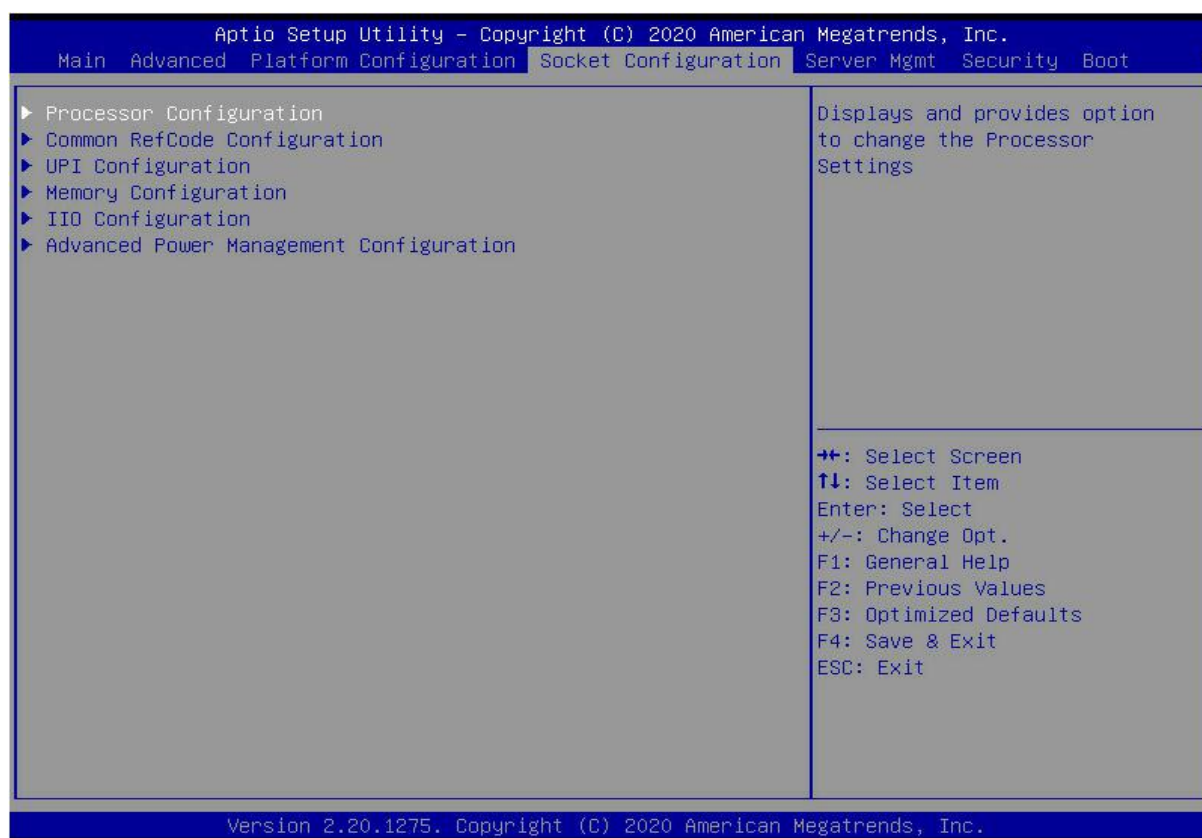 Aptio Setup Utility – Copyright (C) 2020 American Megatrends, Inc.
Main Advanced Platform Configuration Socket Configuration Server Mgmt Security Boot
▶ Processor Configuration
▶ Common RefCode Configuration
▶ UPI Configuration
▶ Memory Configuration
▶ IIO Configuration
▶ Advanced Power Management Configuration
Displays and provides option
to change the Processor
Settings
→←: Select Screen
↑↓: Select Item
Enter: Select
+/-: Change Opt.
F1: General Help
F2: Previous Values
F3: Optimized Defaults
F4: Save & Exit
ESC: Exit
Version 2.20.1275. Copyright (C) 2020 American Megatrends, Inc.